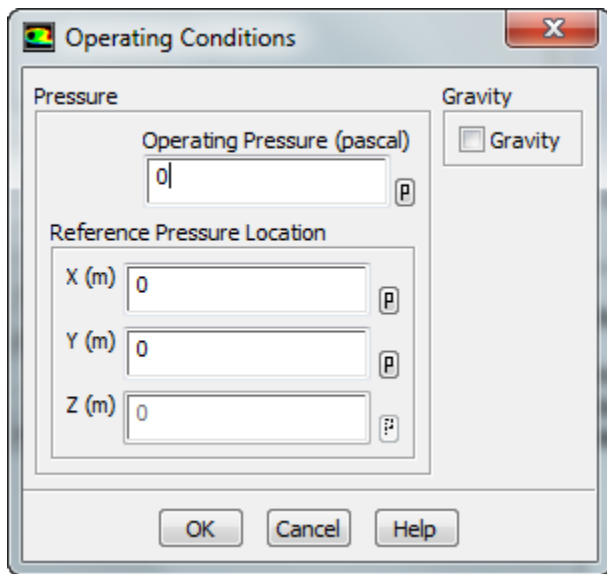 Operating Conditions
Pressure
Gravity
Operating Pressure (pascal)
Gravity
0
P
Reference Pressure Location
X (m)
0
P
Y (m)
0
P
Z (m)
0
P
OK
Cancel
Help